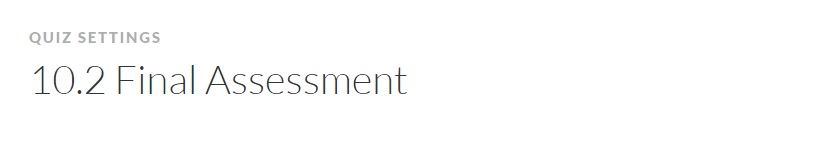 QUIZ SETTINGS
10.2 Final Assessment